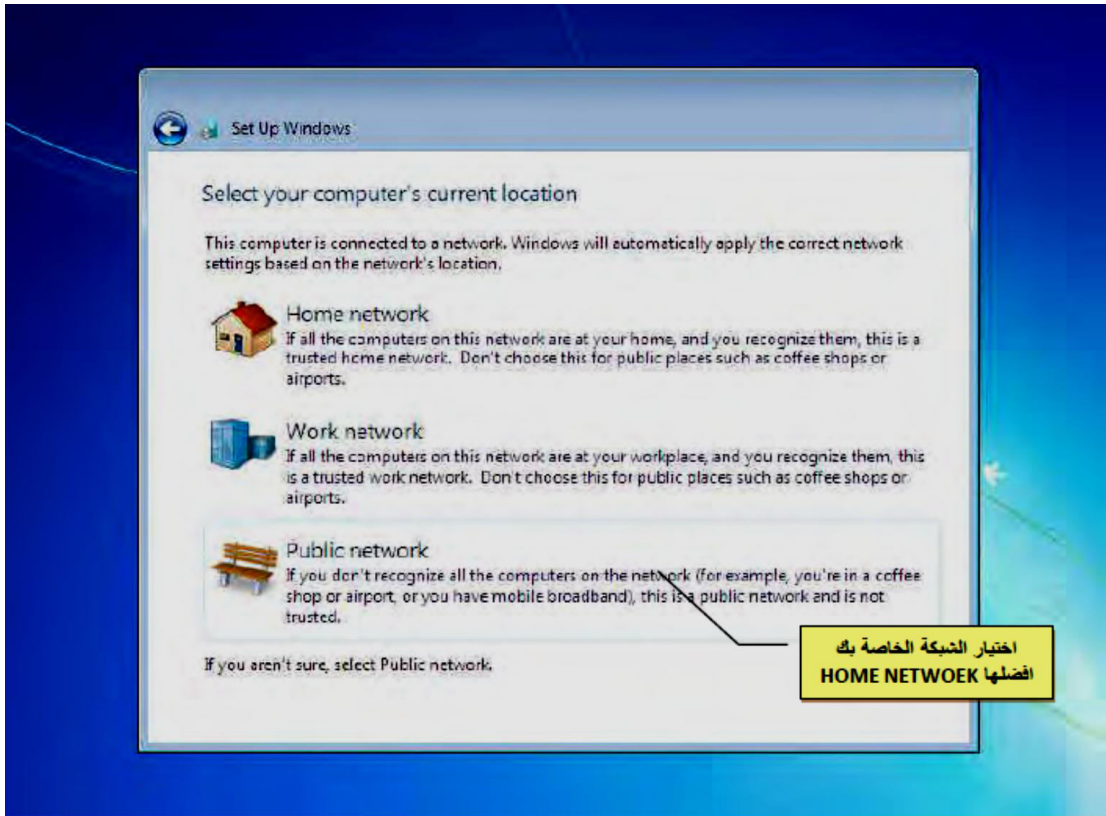 Set Up Windows
Select your computer's current location
This computer is connected to a network. Windows will automatically apply the correct network
settings based on the network's location.
Home network
If all the computers on this network are at your home, and you recognize them, this is a
trusted home network. Don't choose this for public places such as coffee shops or
airports.
Work network
If all the computers on this network are at your workplace, and you recognize them, this
is a trusted work network. Don't choose this for public places such as coffee shops or
airports.
Public network
If you don't recognize all the computers on the network (for example, you're in a coffee
shop or airport, or you have mobile broadband), this is a public network and is not
trusted.
If you aren't sure, select Public network.
اختيار الشبكة الخاصة بك
افضلها HOME NETWOEK